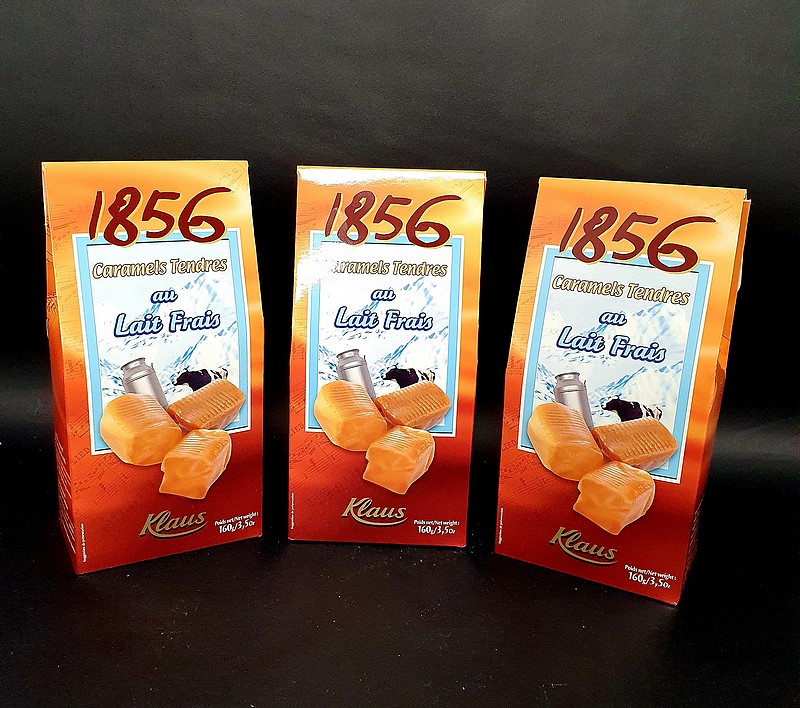 1856
Caramels Tendres
au
Lait Frais
Klaus
Poids net/Net weight :
160g/3,5Oz
1856
Caramels Tendres
au
Lait Frais
Klaus
Poids net/Net weight :
160g/3,5Oz
1856
Caramels Tendres
au
Lait Frais
Klaus
Poids net/Net weight :
160g/3,5Oz